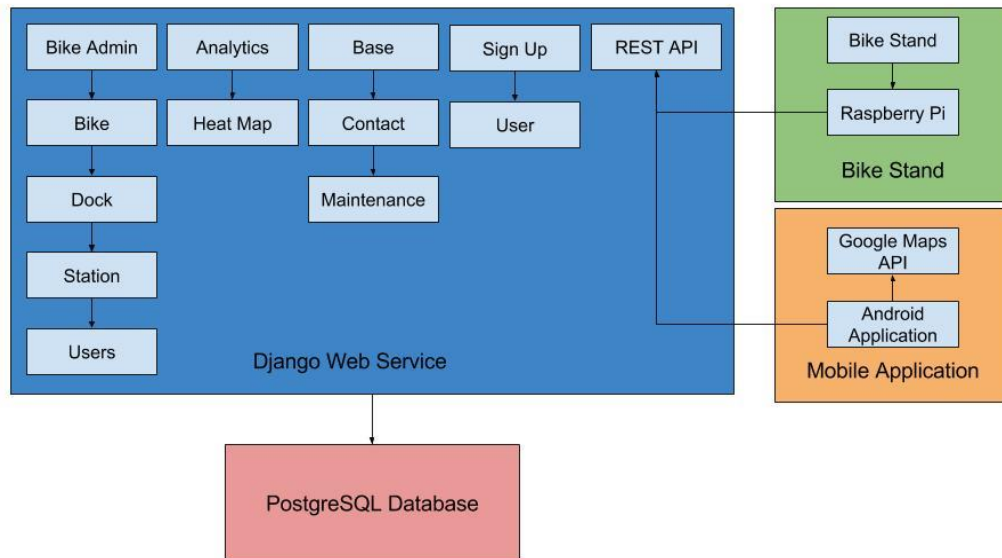 Bike Admin
Analytics
Base
Sign Up
REST API
Bike
Heat Map
Contact
User
Dock
Maintenance
Station
Users
Django Web Service
Bike Stand
Raspberry Pi
Bike Stand
Google Maps
API
Android
Application
Mobile Application
PostgreSQL Database